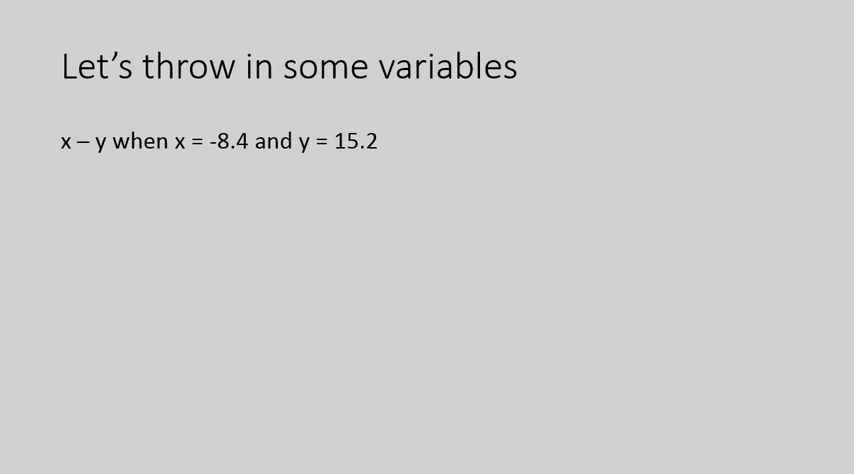 Let’s throw in some variables
x – y when x = -8.4 and y = 15.2